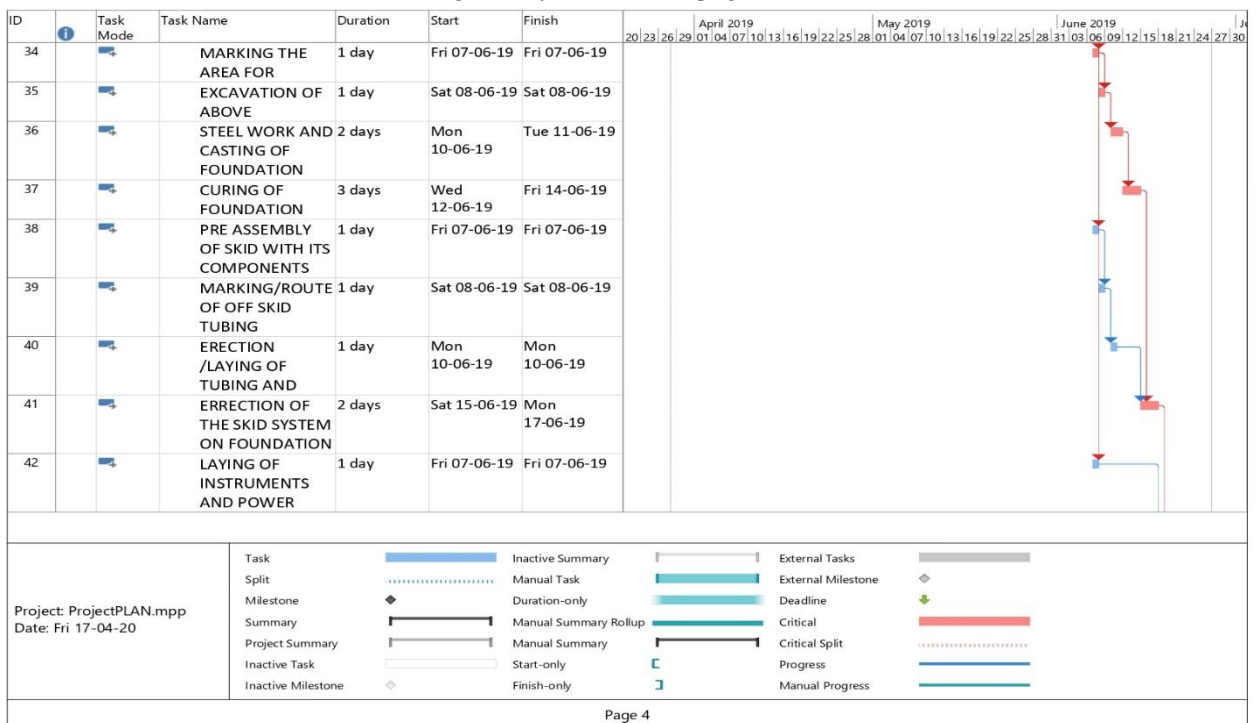 ID Task Mode Task Name Duration Start Finish
April 2019 May 2019 June 2019
20 23 26 29 01 04 07 10 13 16 19 22 25 28 01 04 07 10 13 16 19 22 25 28 31 03 06 09 12 15 18 21 24 27 30
34 MARKING THE 1 day Fri 07-06-19 Fri 07-06-19
AREA FOR
35 EXCAVATION OF 1 day Sat 08-06-19 Sat 08-06-19
ABOVE
36 STEEL WORK AND 2 days Mon Tue 11-06-19
CASTING OF 10-06-19
FOUNDATION
37 CURING OF 3 days Wed Fri 14-06-19
FOUNDATION 12-06-19
38 PRE ASSEMBLY 1 day Fri 07-06-19 Fri 07-06-19
OF SKID WITH ITS
COMPONENTS
39 MARKING/ROUTE 1 day Sat 08-06-19 Sat 08-06-19
OF OFF SKID
TUBING
40 ERECTION 1 day Mon Mon
/LAYING OF 10-06-19 10-06-19
TUBING AND
41 ERRECTION OF 2 days Sat 15-06-19 Mon
THE SKID SYSTEM 17-06-19
ON FOUNDATION
42 LAYING OF 1 day Fri 07-06-19 Fri 07-06-19
INSTRUMENTS
AND POWER
Project: ProjectPLAN.mpp
Date: Fri 17-04-20
Task Inactive Summary External Tasks
Split Manual Task External Milestone
Milestone Duration-only Deadline
Summary Manual Summary Rollup Critical
Project Summary Manual Summary Critical Split
Inactive Task Start-only Progress
Inactive Milestone Finish-only Manual Progress
Page 4